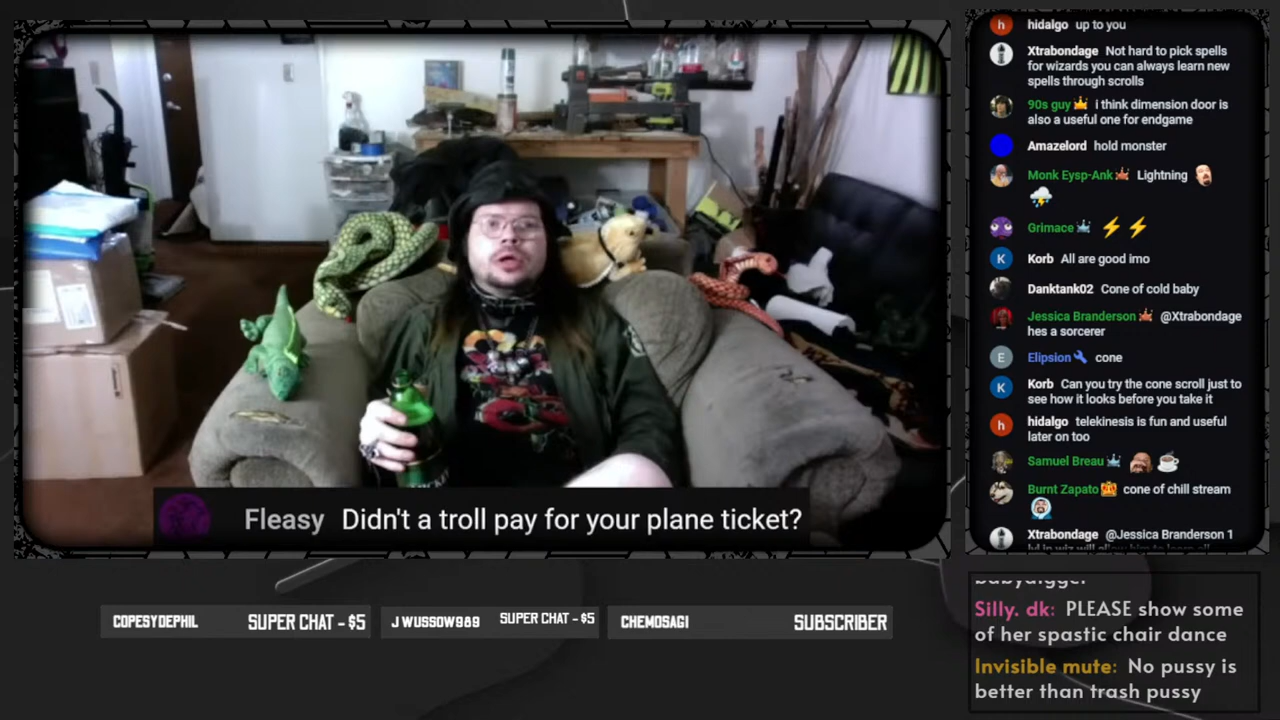 hidalgo up to you
Xtrabondage Not hard to pick spells
for wizards you can always learn new
spells through scrolls
90s guy i think dimension door is
also a useful one for endgame
Amazelord hold monster
Monk Eysp-Ank Lightning
Grimace
Korb All are good imo
Danktank02 Cone of cold baby
Jessica Branderson @Xtrabondage
hes a sorcerer
Elipsion cone
Korb Can you try the cone scroll just to
see how it looks before you take it
hidalgo telekinesis is fun and useful
later on too
Samuel Breau
Burnt Zapato cone of chill stream
Xtrabondage @Jessica Branderson 1
Fleasy Didn't a troll pay for your plane ticket?
COPESYDEPHIL SUPER CHAT - $5
J WUSSOW989 SUPER CHAT - $5
CHEMOSAGI SUBSCRIBER
babydigger
Silly. dk: PLEASE show some
of her spastic chair dance
Invisible mute: No pussy is
better than trash pussy